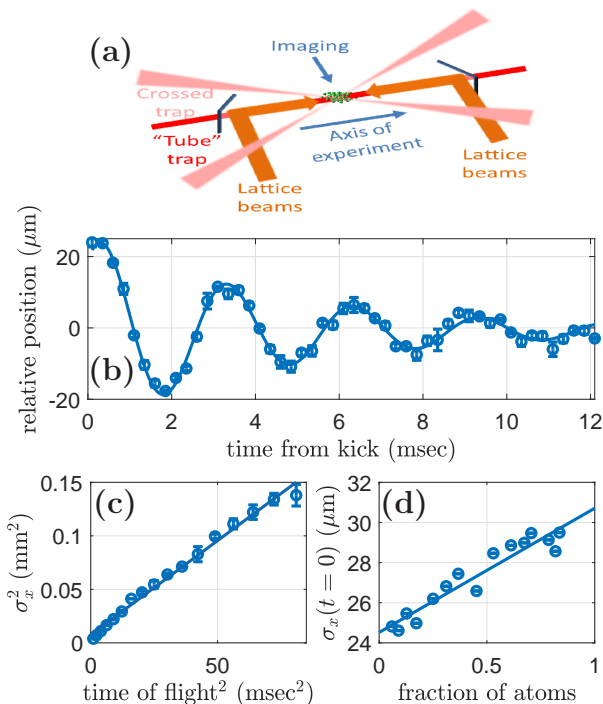 (a)
Imaging
Crossed
trap
"Tube"
trap
Axis of
experiment
Lattice
beams
Lattice
beams
(b)
relative position (μm)
20
0
-20
0 2 4 6 8 10 12
time from kick (msec)
(c)
σₓ² (mm²)
0.15
0.1
0.05
0
50
time of flight² (msec²)
(d)
σₓ(t = 0) (μm)
32
30
28
26
24
0 0.5 1
fraction of atoms